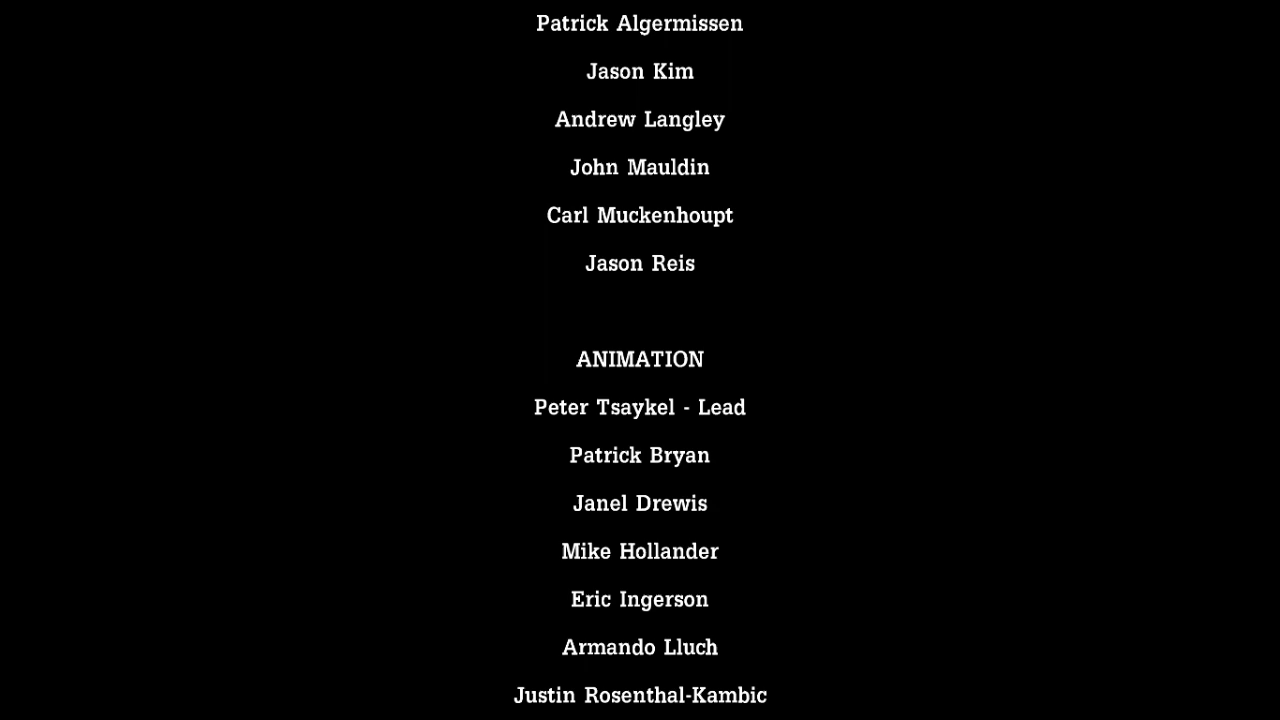 Patrick Algermissen
Jason Kim
Andrew Langley
John Mauldin
Carl Muckenhoupt
Jason Reis
ANIMATION
Peter Tsaykel - Lead
Patrick Bryan
Janel Drewis
Mike Hollander
Eric Ingerson
Armando Lluch
Justin Rosenthal-Kambic